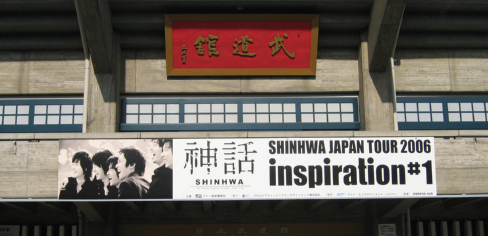 武道館
神話
SHINHWA
SHINHWA JAPAN TOUR 2006
inspiration#1